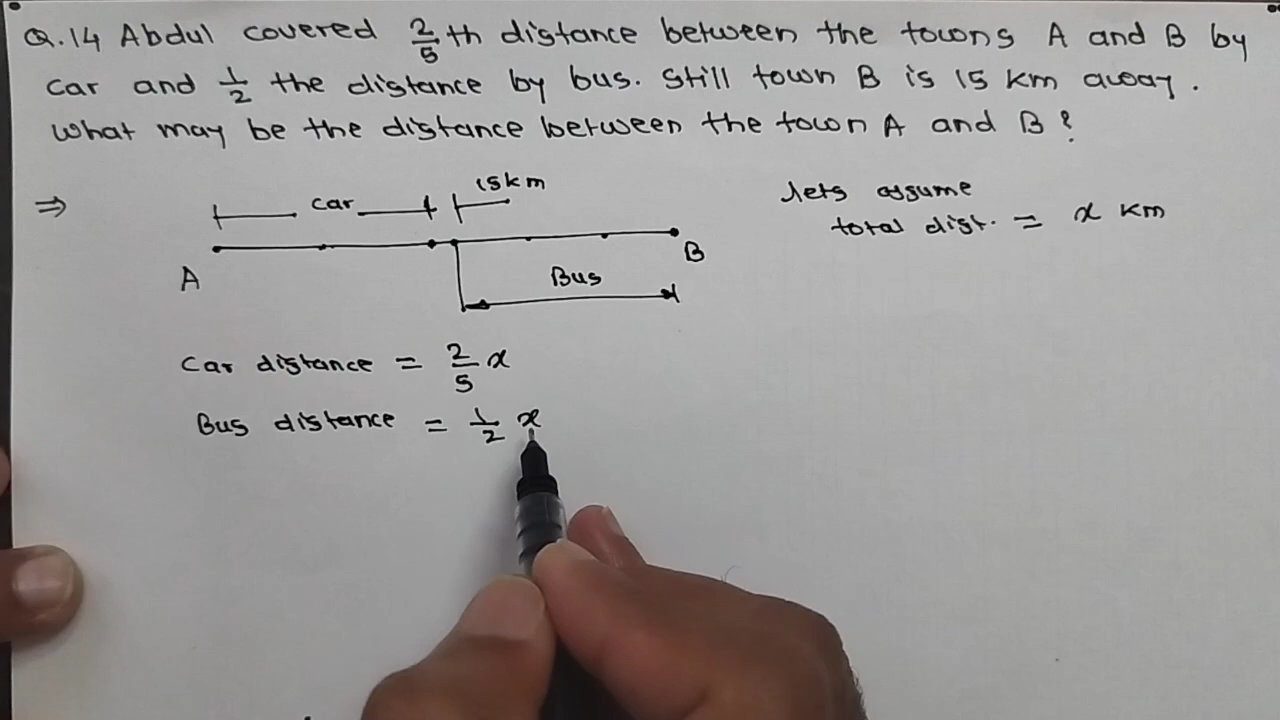 Q.14 Abdul covered 2/5 th distance between the towns A and B by
car and 1/2 the distance by bus. Still town B is 15 km away.
What may be the distance between the town A and B?
⇒ car 15km lets assume
total dist. = x km
A B
Bus
Car distance = 2/5 x
Bus distance = 1/2 x